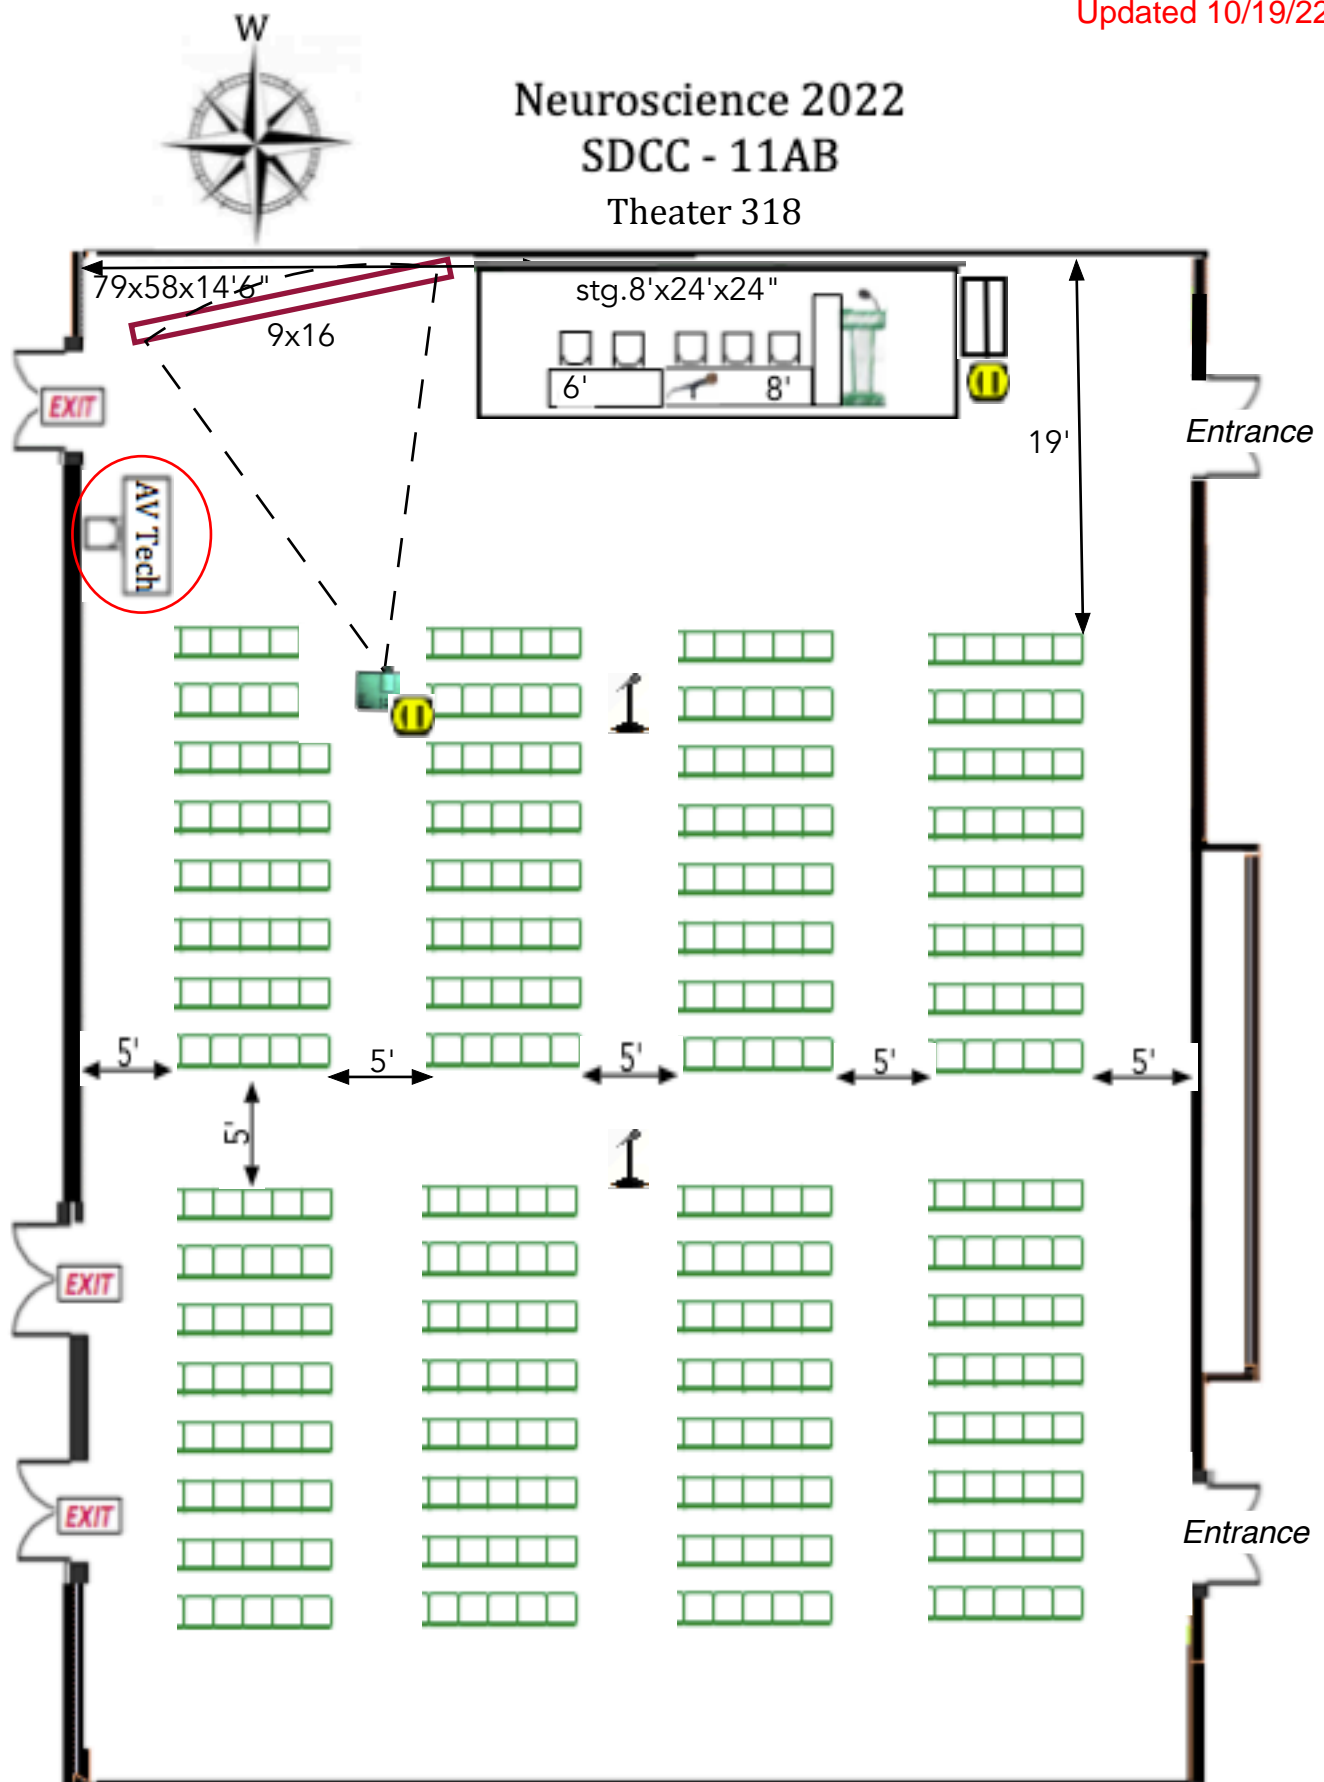 Updated 10/19/22
W
Neuroscience 2022
SDCC - 11AB
Theater 318
79x58x14'6"
stg.8'x24'x24"
9x16
6'
8'
EXIT
19'
Entrance
AV Tech
5'
5'
5'
5'
5'
5'
EXIT
EXIT
Entrance